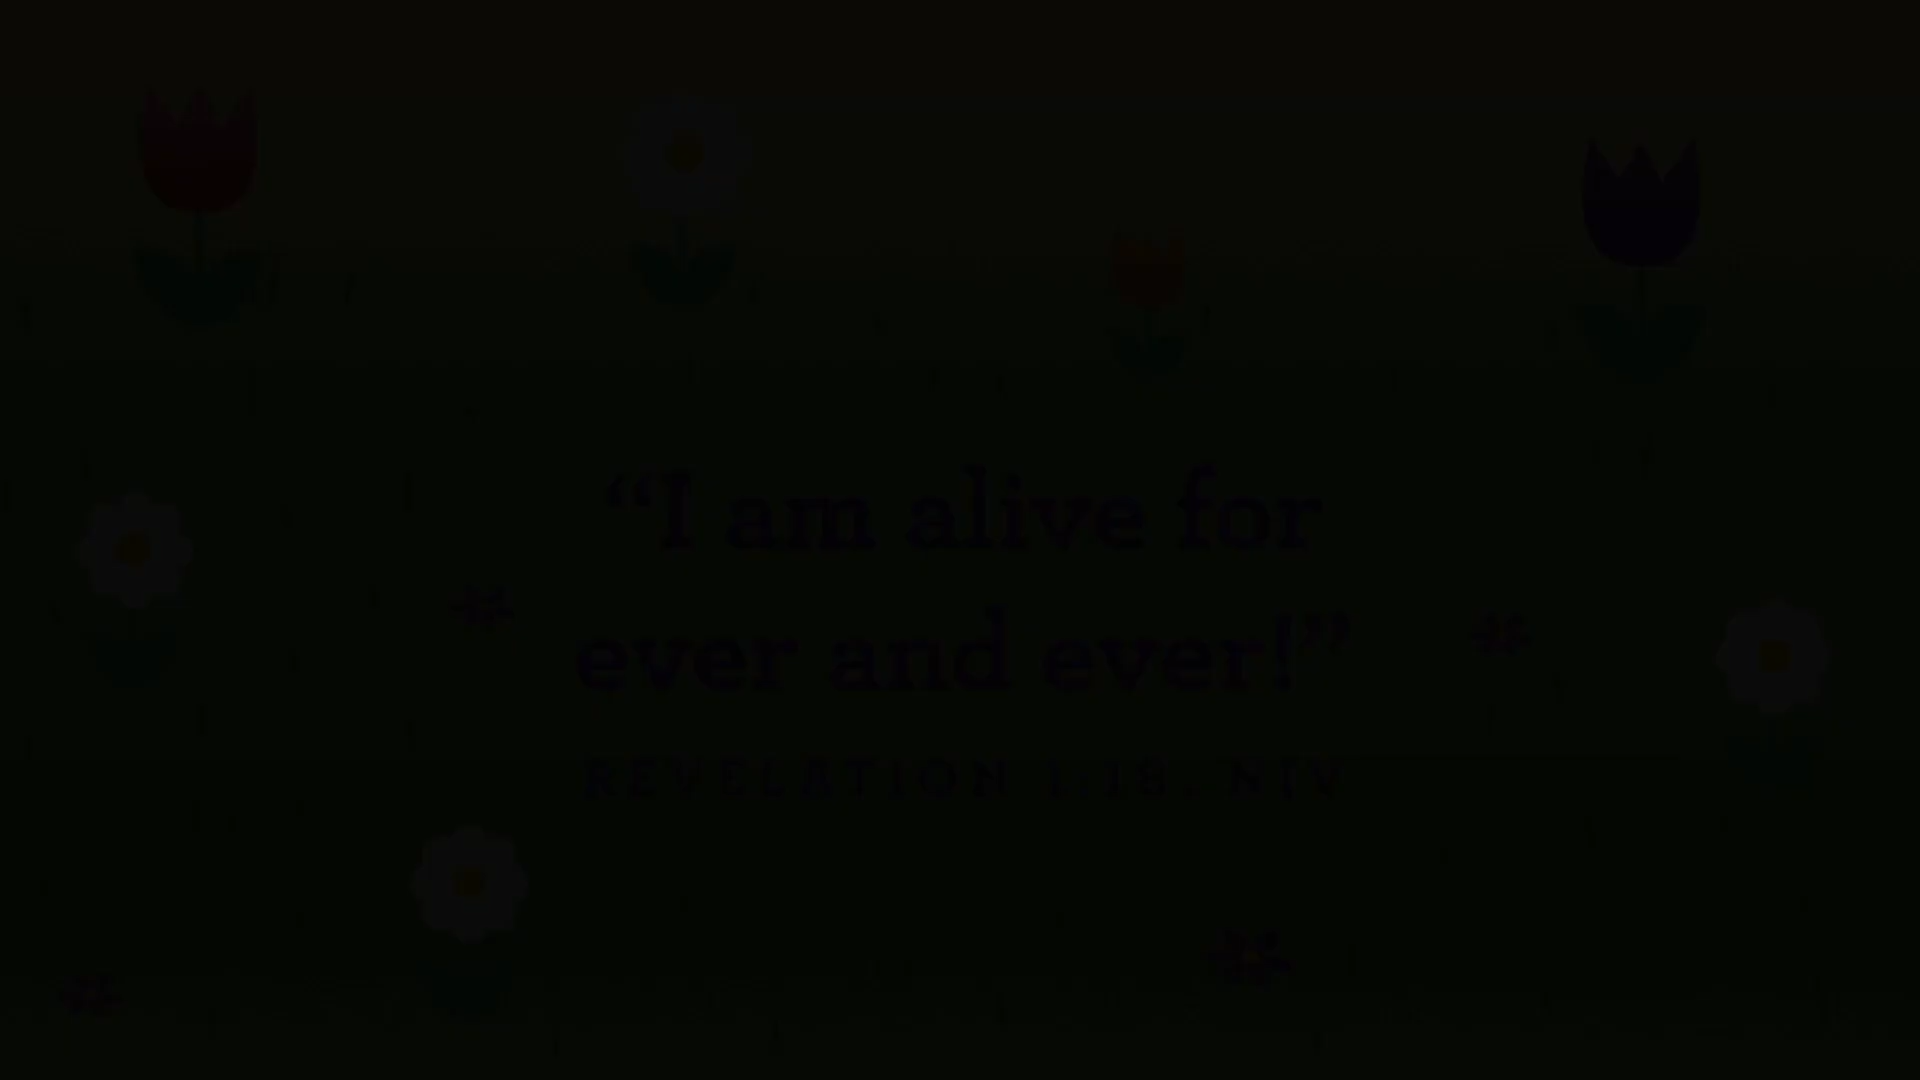 “I am alive for
ever and ever!”
REVELATION 1:18, NIV